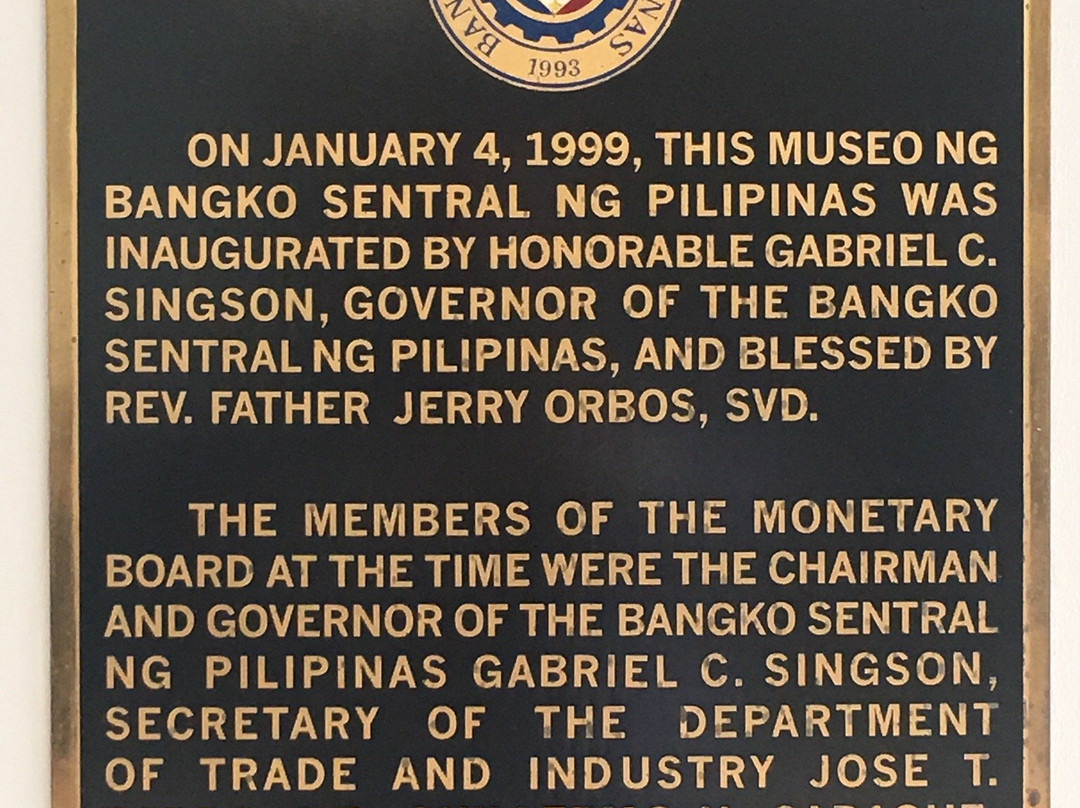 1993
ON JANUARY 4, 1999, THIS MUSEO NG
BANGKO SENTRAL NG PILIPINAS WAS
INAUGURATED BY HONORABLE GABRIEL C.
SINGSON, GOVERNOR OF THE BANGKO
SENTRAL NG PILIPINAS, AND BLESSED BY
REV. FATHER JERRY ORBOS, SVD.
THE MEMBERS OF THE MONETARY
BOARD AT THE TIME WERE THE CHAIRMAN
AND GOVERNOR OF THE BANGKO SENTRAL
NG PILIPINAS GABRIEL C. SINGSON,
SECRETARY OF THE DEPARTMENT
OF TRADE AND INDUSTRY JOSE T.